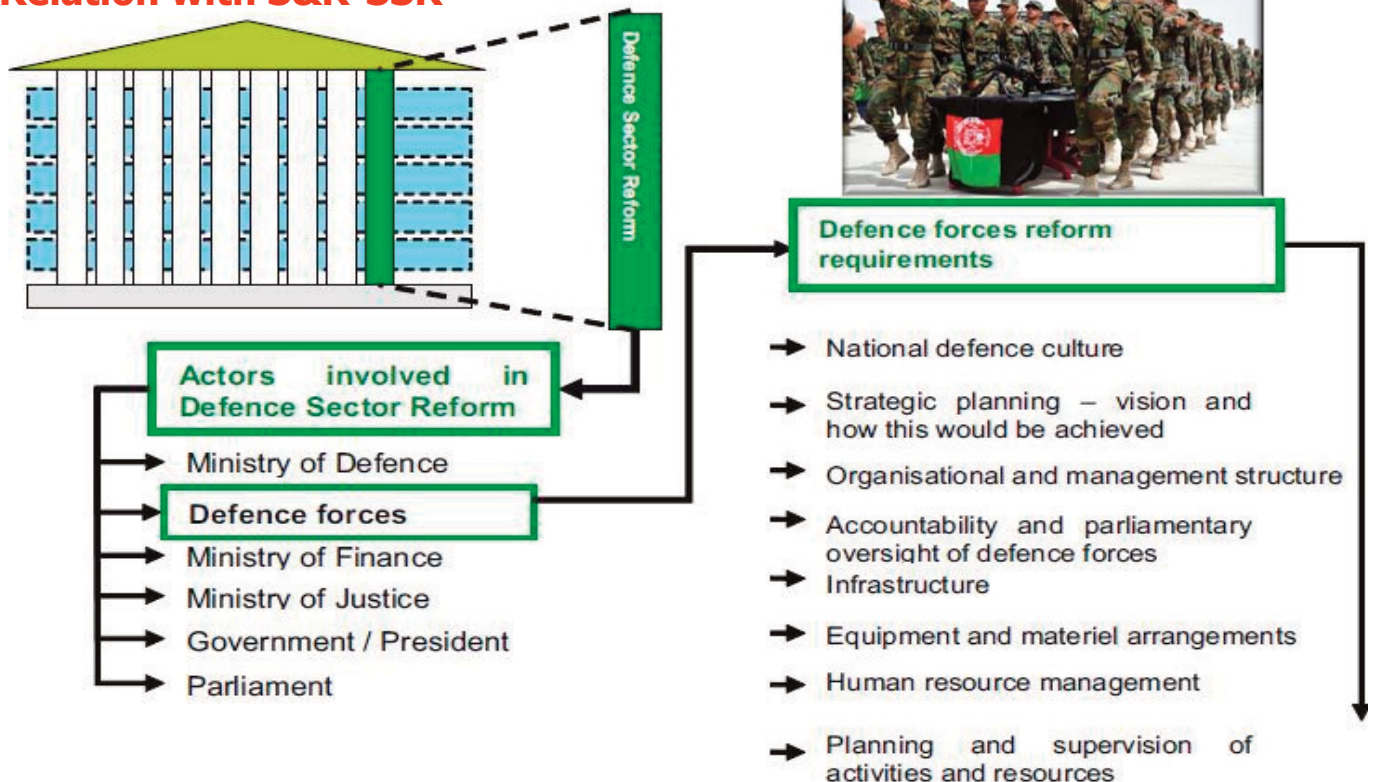 Relation with S&R-SSR
Defence Sector Reform
Actors involved in
Defence Sector Reform
Ministry of Defence
Defence forces
Ministry of Finance
Ministry of Justice
Government / President
Parliament
Defence forces reform
requirements
National defence culture
Strategic planning – vision and
how this would be achieved
Organisational and management structure
Accountability and parliamentary
oversight of defence forces
Infrastructure
Equipment and materiel arrangements
Human resource management
Planning and supervision of
activities and resources